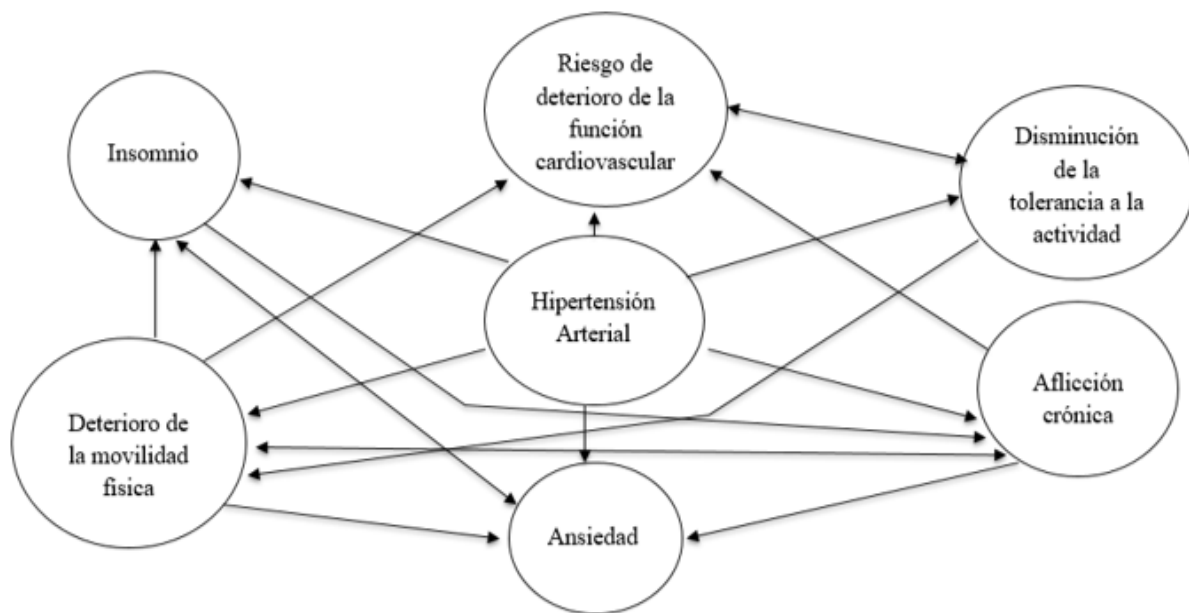 Insomnio
Riesgo de
deterioro de la
función
cardiovascular
Disminución
de la
tolerancia a la
actividad
Hipertensión
Arterial
Aflicción
crónica
Deterioro de
la movilidad
fisica
Ansiedad